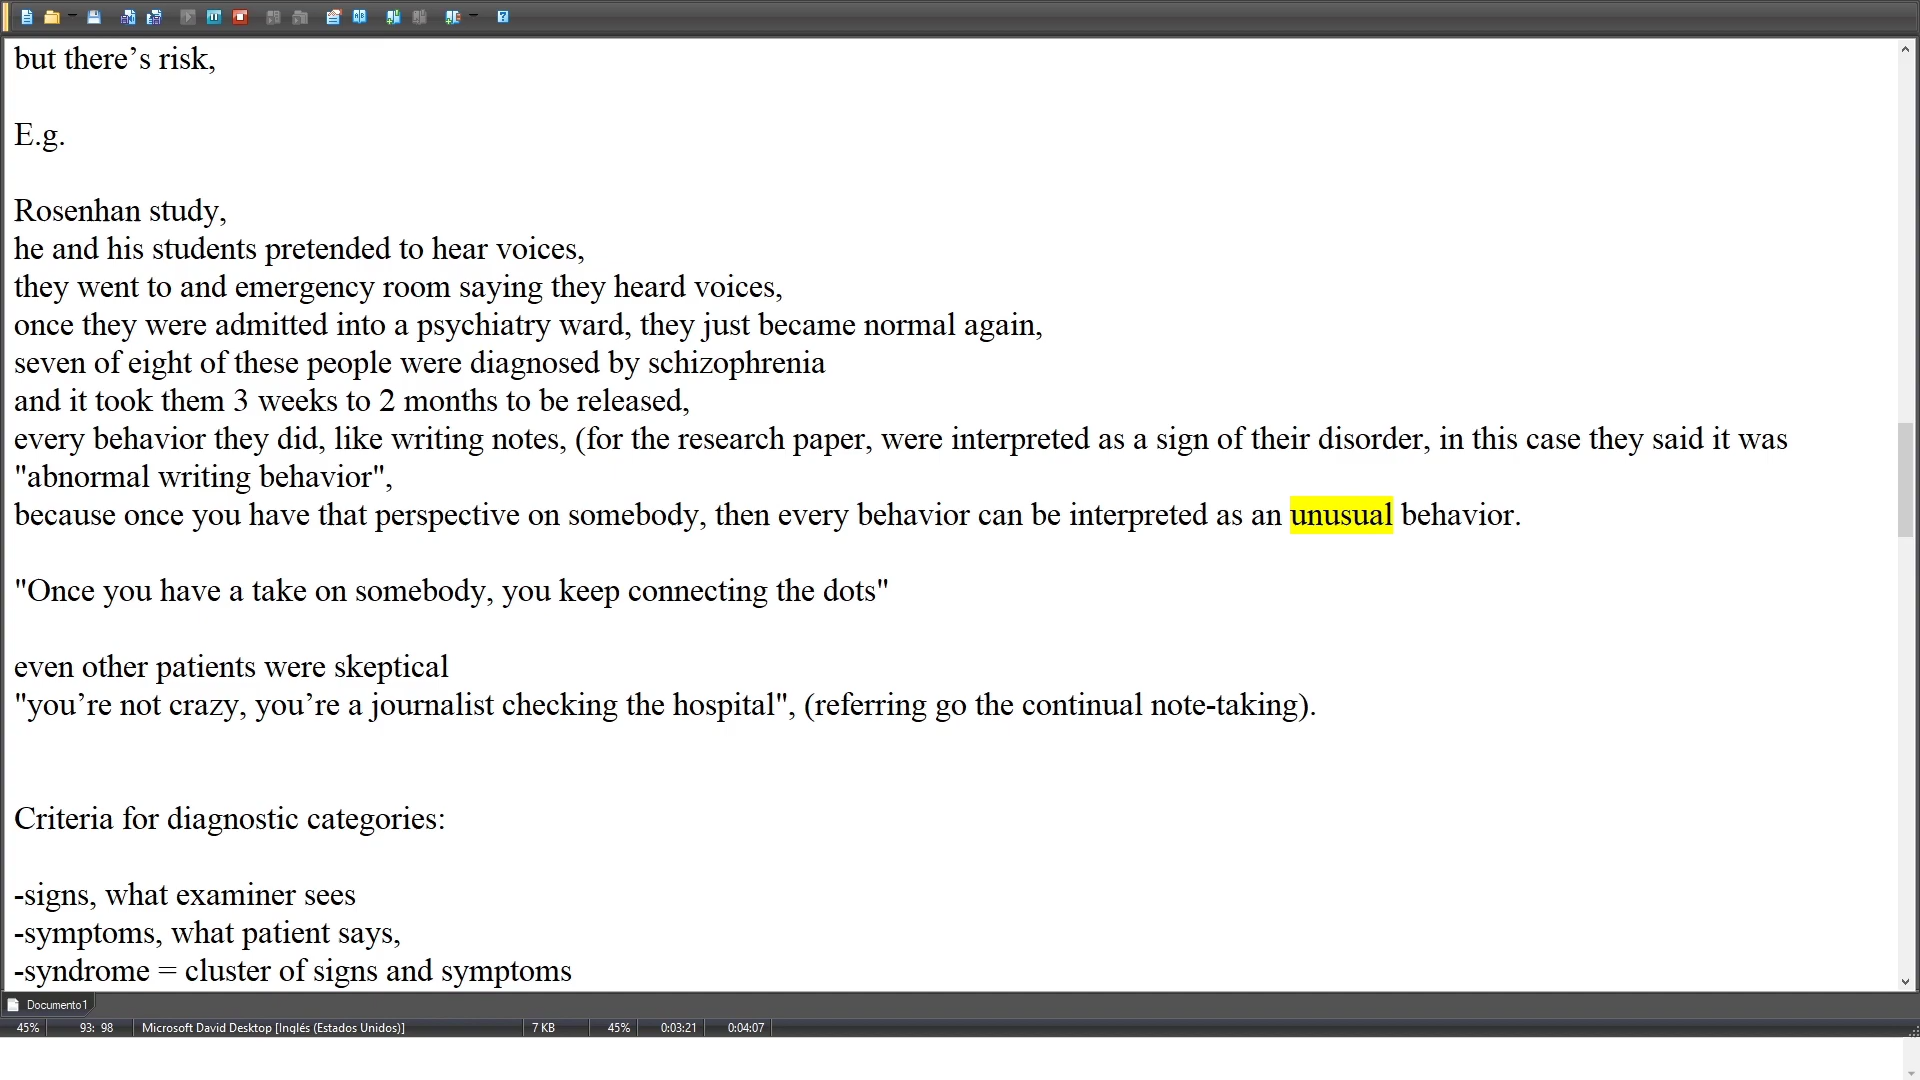 but there’s risk,
E.g.
Rosenhan study,
he and his students pretended to hear voices,
they went to and emergency room saying they heard voices,
once they were admitted into a psychiatry ward, they just became normal again,
seven of eight of these people were diagnosed by schizophrenia
and it took them 3 weeks to 2 months to be released,
every behavior they did, like writing notes, (for the research paper, were interpreted as a sign of their disorder, in this case they said it was
"abnormal writing behavior",
because once you have that perspective on somebody, then every behavior can be interpreted as an unusual behavior.
"Once you have a take on somebody, you keep connecting the dots"
even other patients were skeptical
"you’re not crazy, you’re a journalist checking the hospital", (referring go the continual note-taking).
Criteria for diagnostic categories:
-signs, what examiner sees
-symptoms, what patient says,
-syndrome = cluster of signs and symptoms
Documento1
45% 93: 98 Microsoft David Desktop [Inglés (Estados Unidos)] 7 KB 45% 0:03:21 0:04:07